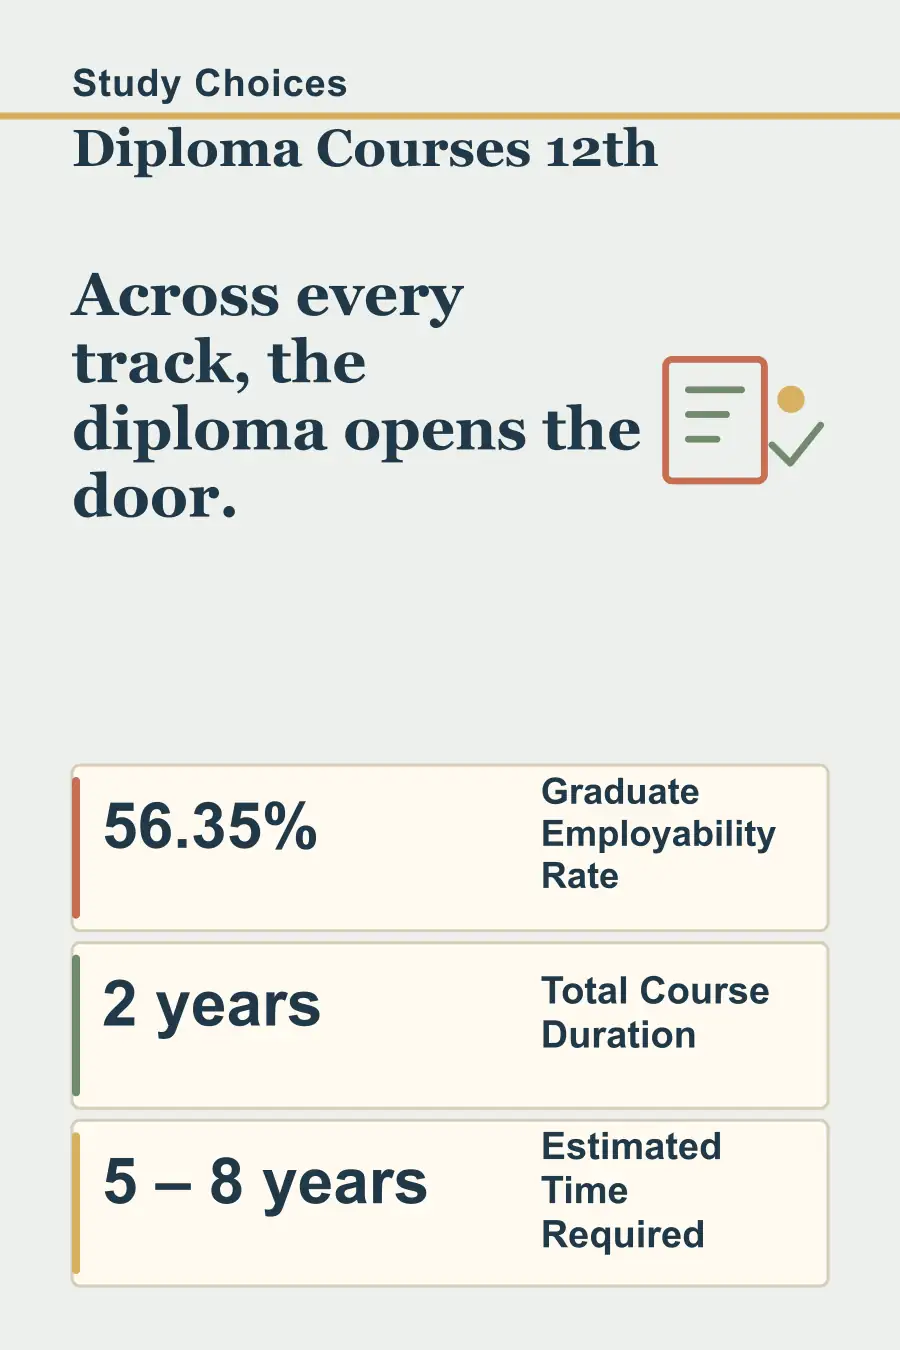 Study Choices
Diploma Courses 12th
Across every
track, the
diploma opens the
door.
56.35%
Graduate
Employability
Rate
2 years
Total Course
Duration
5 – 8 years
Estimated
Time
Required